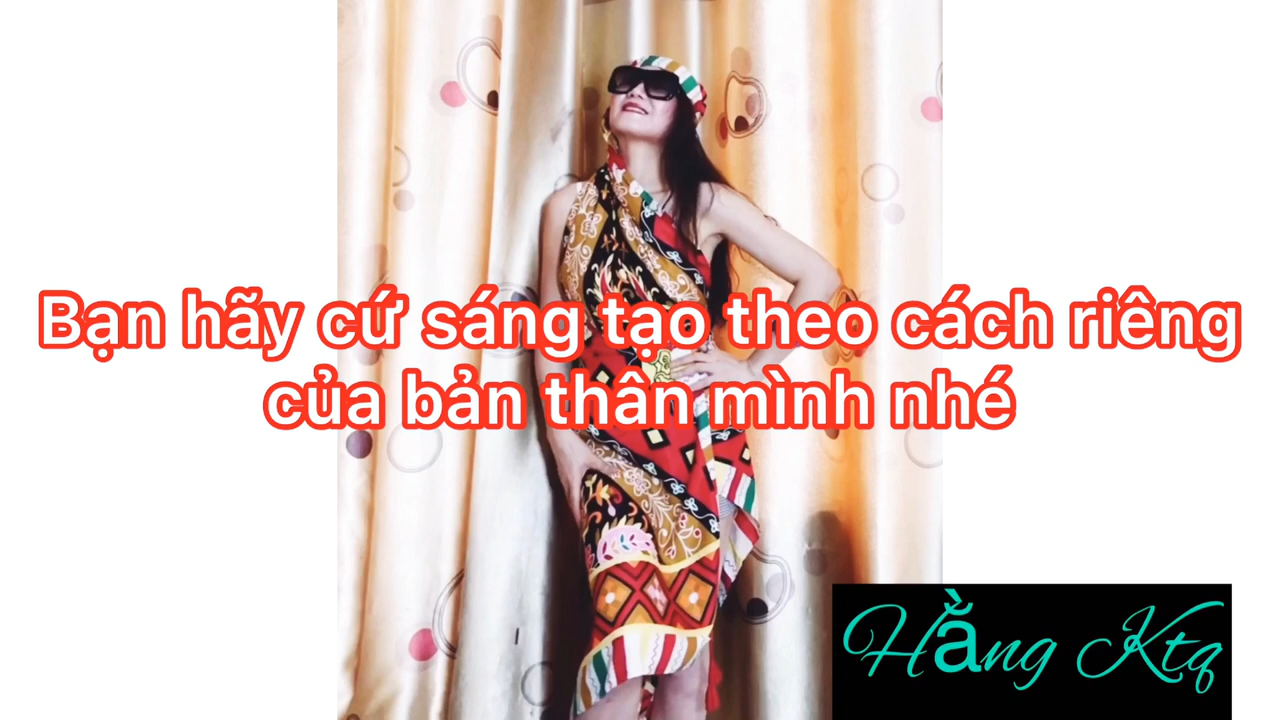 Bạn hãy cứ sáng tạo theo cách riêng
của bản thân mình nhé
Hằng Ktq